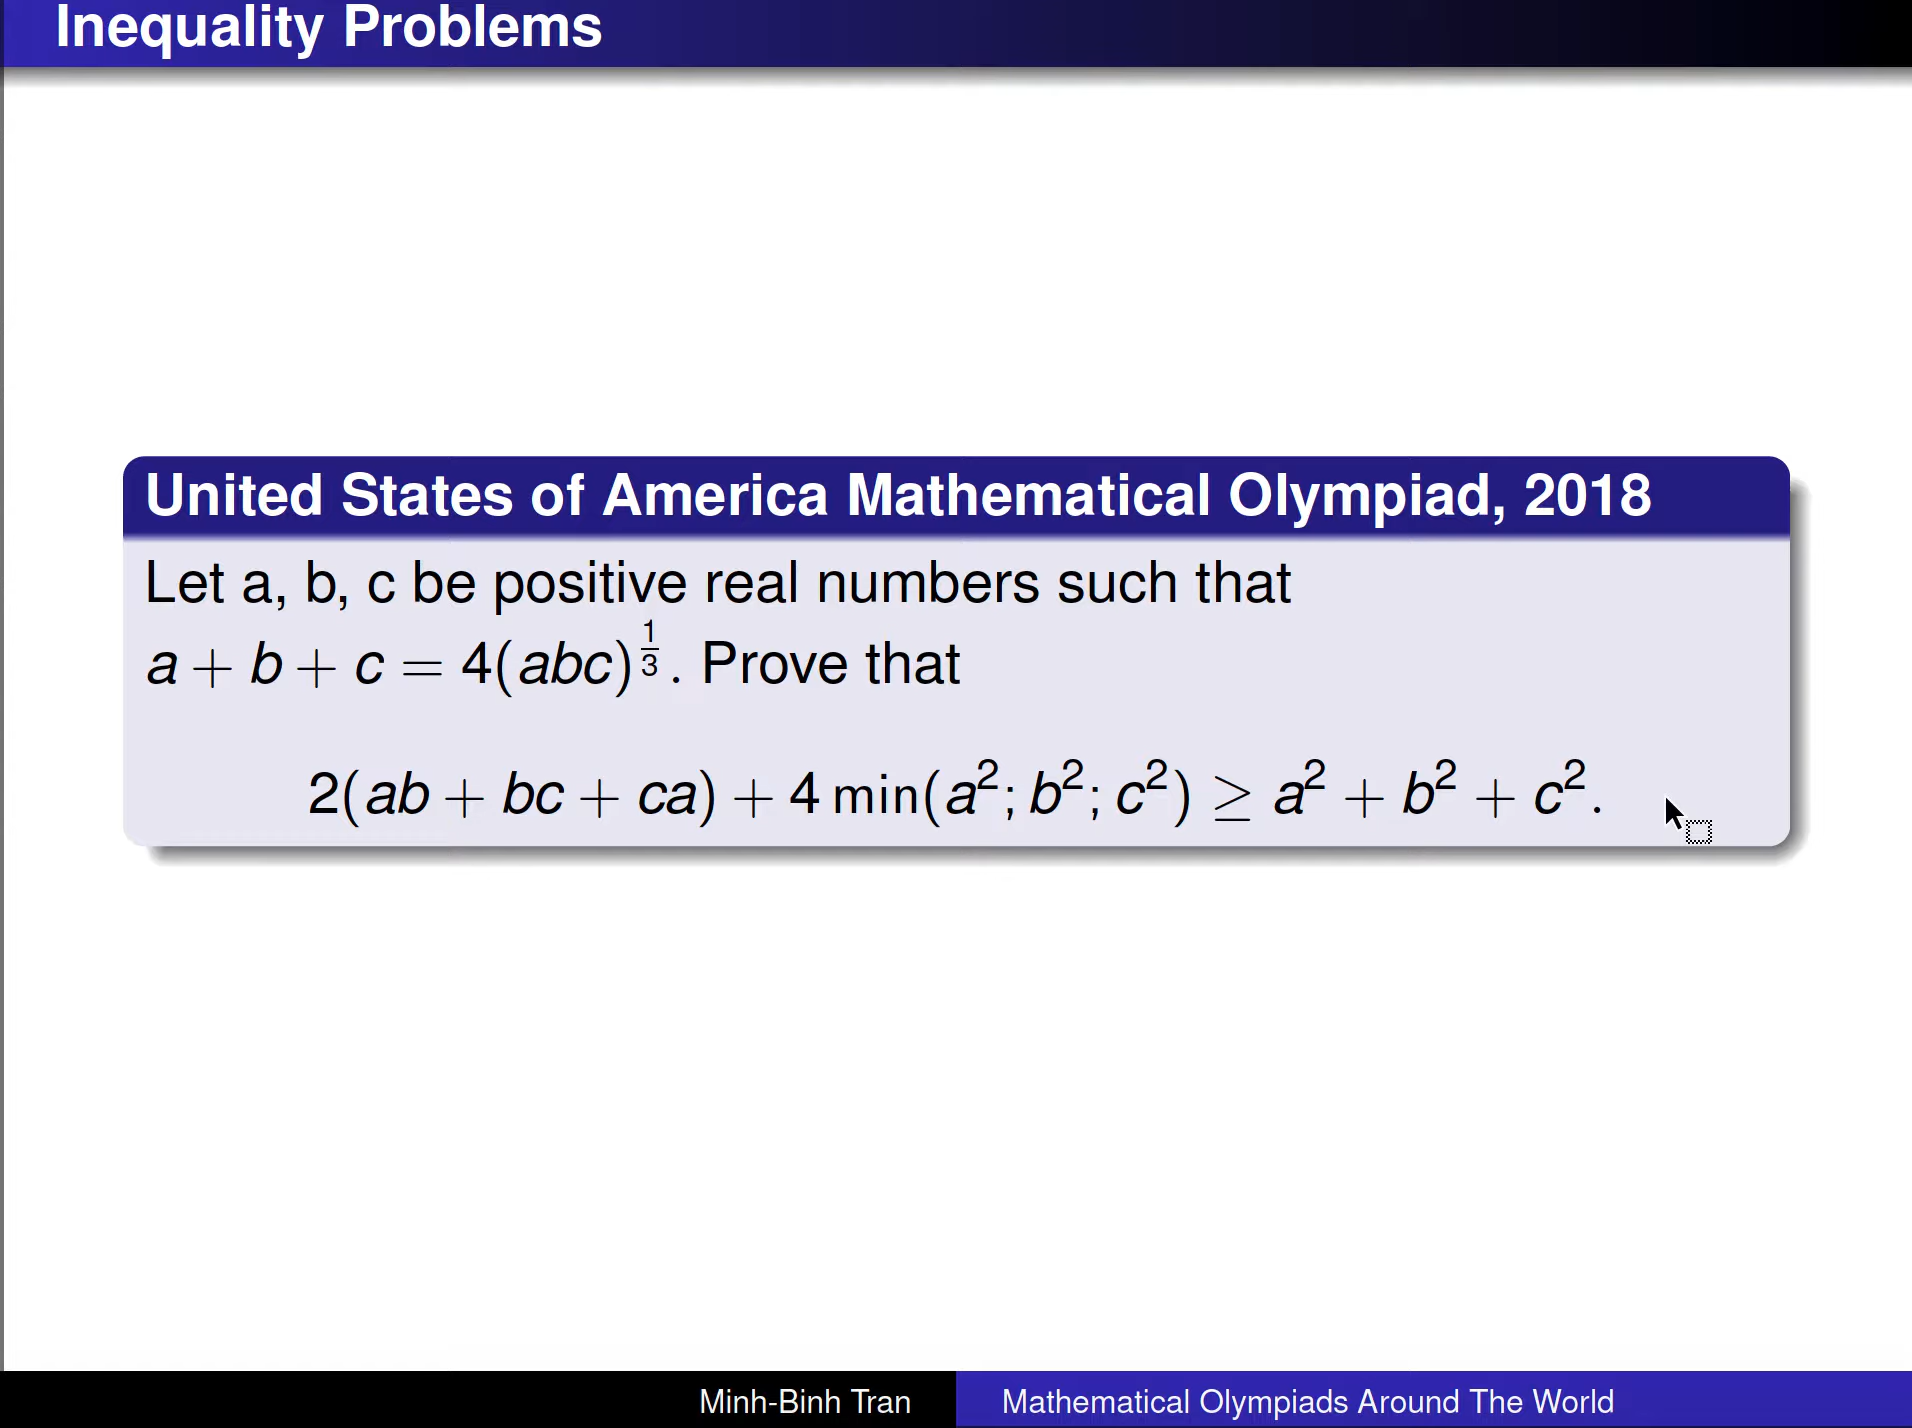 Inequality Problems
United States of America Mathematical Olympiad, 2018
Let a, b, c be positive real numbers such that
a + b + c = 4(abc)^{\frac{1}{3}}. Prove that
2(ab + bc + ca) + 4 min(a²; b²; c²) ≥ a² + b² + c².
Minh-Binh Tran
Mathematical Olympiads Around The World